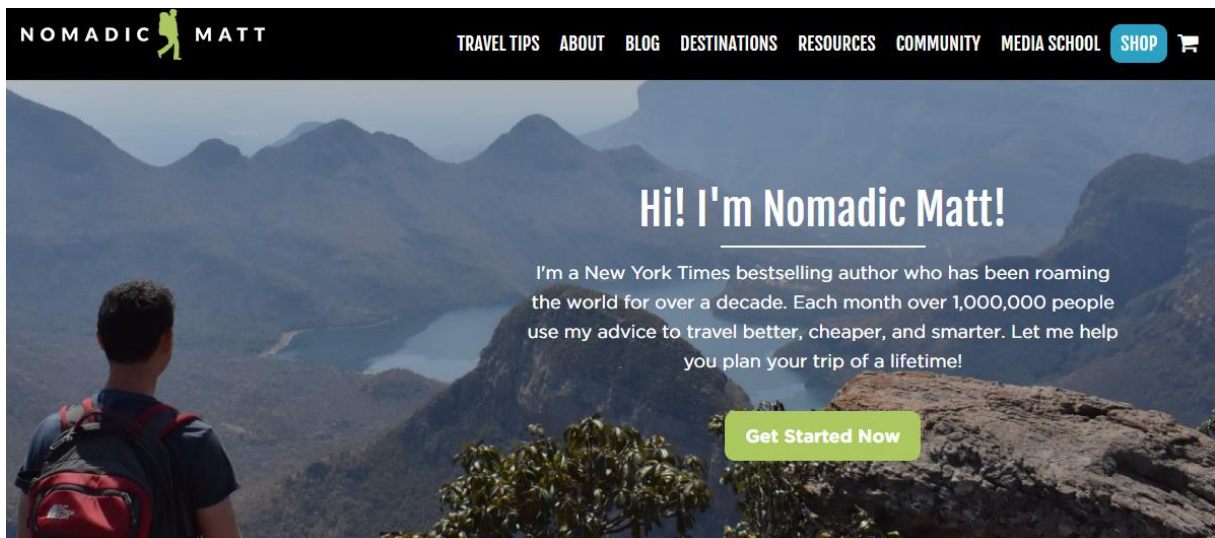 NOMADIC MATT
TRAVEL TIPS ABOUT BLOG DESTINATIONS RESOURCES COMMUNITY MEDIA SCHOOL SHOP
Hi! I'm Nomadic Matt!
I'm a New York Times bestselling author who has been roaming
the world for over a decade. Each month over 1,000,000 people
use my advice to travel better, cheaper, and smarter. Let me help
you plan your trip of a lifetime!
Get Started Now